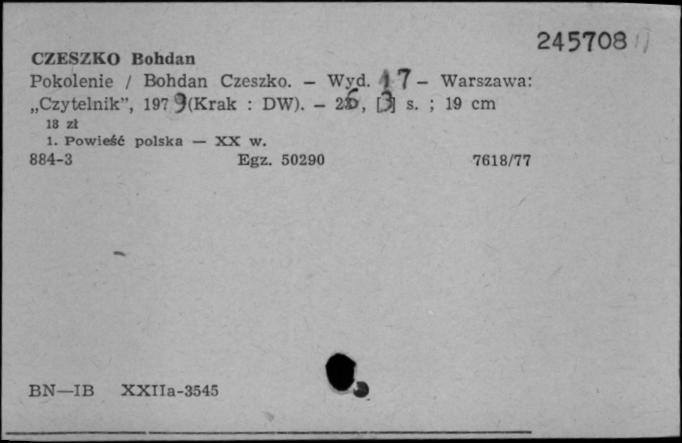 245708
CZESZKO Bohdan
Pokolenie / Bohdan Czeszko. — Wyd. 17 — Warszawa:
„Czytelnik”, 1979 (Krak : DW). — , [3] s. ; 19 cm
18 zł
1. Powieść polska — XX w.
884-3 Egz. 50290 7618/77
BN—IB XXIIa-3545